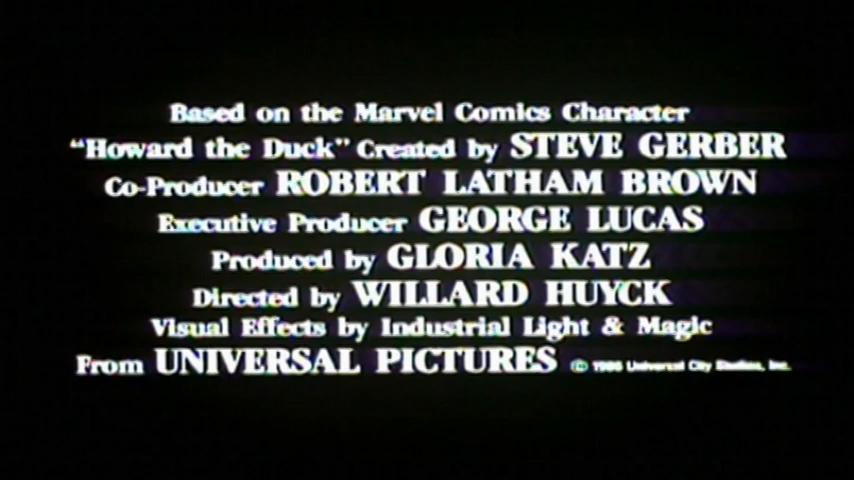 Based on the Marvel Comics Character
"Howard the Duck" Created by STEVE GERBER
Co-Producer ROBERT LATHAM BROWN
Executive Producer GEORGE LUCAS
Produced by GLORIA KATZ
Directed by WILLARD HUYCK
Visual Effects by Industrial Light & Magic
From UNIVERSAL PICTURES © 1986 Universal City Studios, Inc.